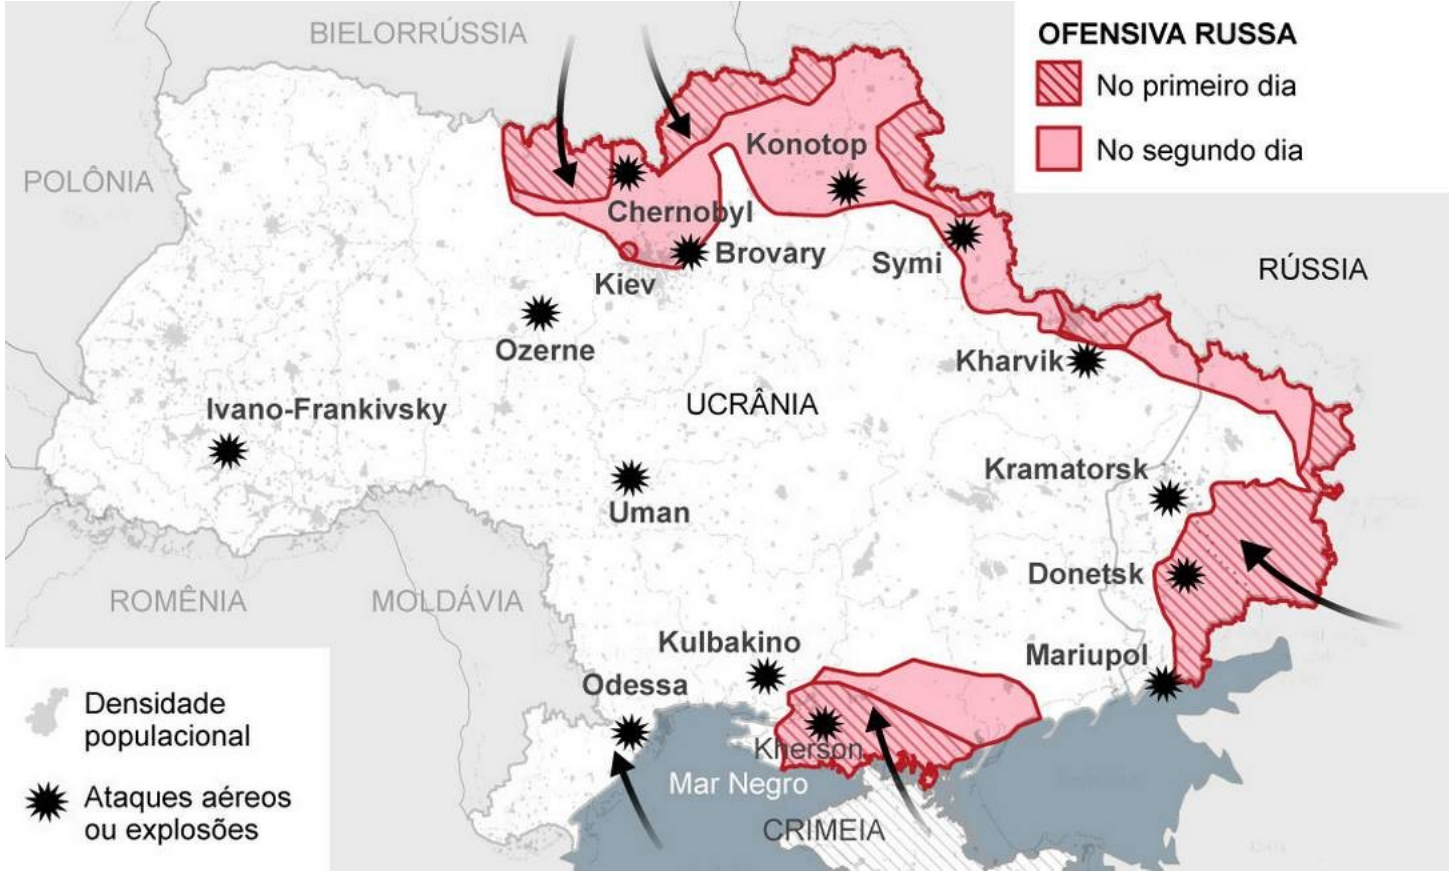 BIELORRÚSSIA
OFENSIVA RUSSA
No primeiro dia
No segundo dia
POLÔNIA
Konotop
Chernobyl
Brovary
Symi
RÚSSIA
Kiev
Ozerne
Kharvik
UCRÂNIA
Ivano-Frankivsky
Kramatorsk
Uman
Donetsk
ROMÊNIA
MOLDÁVIA
Kulbakino
Mariupol
Odessa
Kherson
Mar Negro
CRIMEIA
Densidade
populacional
Ataques aéreos
ou explosões